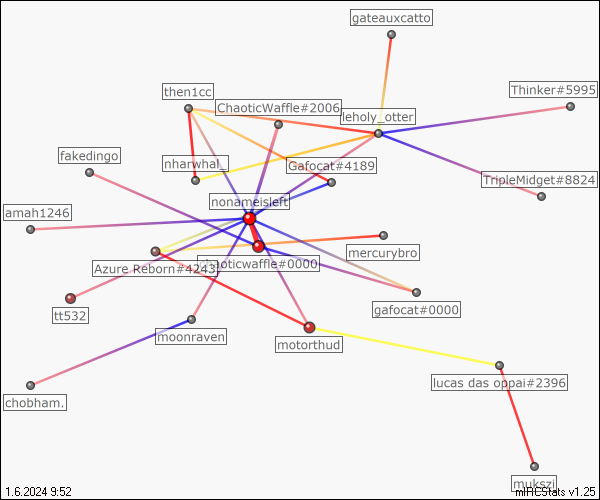 gateauxcatto
Thinker#5995
then1cc
ChaoticWaffle#2006
leholy_otter
fakedingo
nharwhal_
Gafocat#4189
TripleMidget#8824
nonameisleft
amah1246
mercurybro
Azure Reborn#4243
chaoticwaffle#0000
tt532
gafocat#0000
moonraven
motorthud
lucas das oppai#2396
chobham.
mukszi
1.6.2024 9:52
mIRCStats v1.25